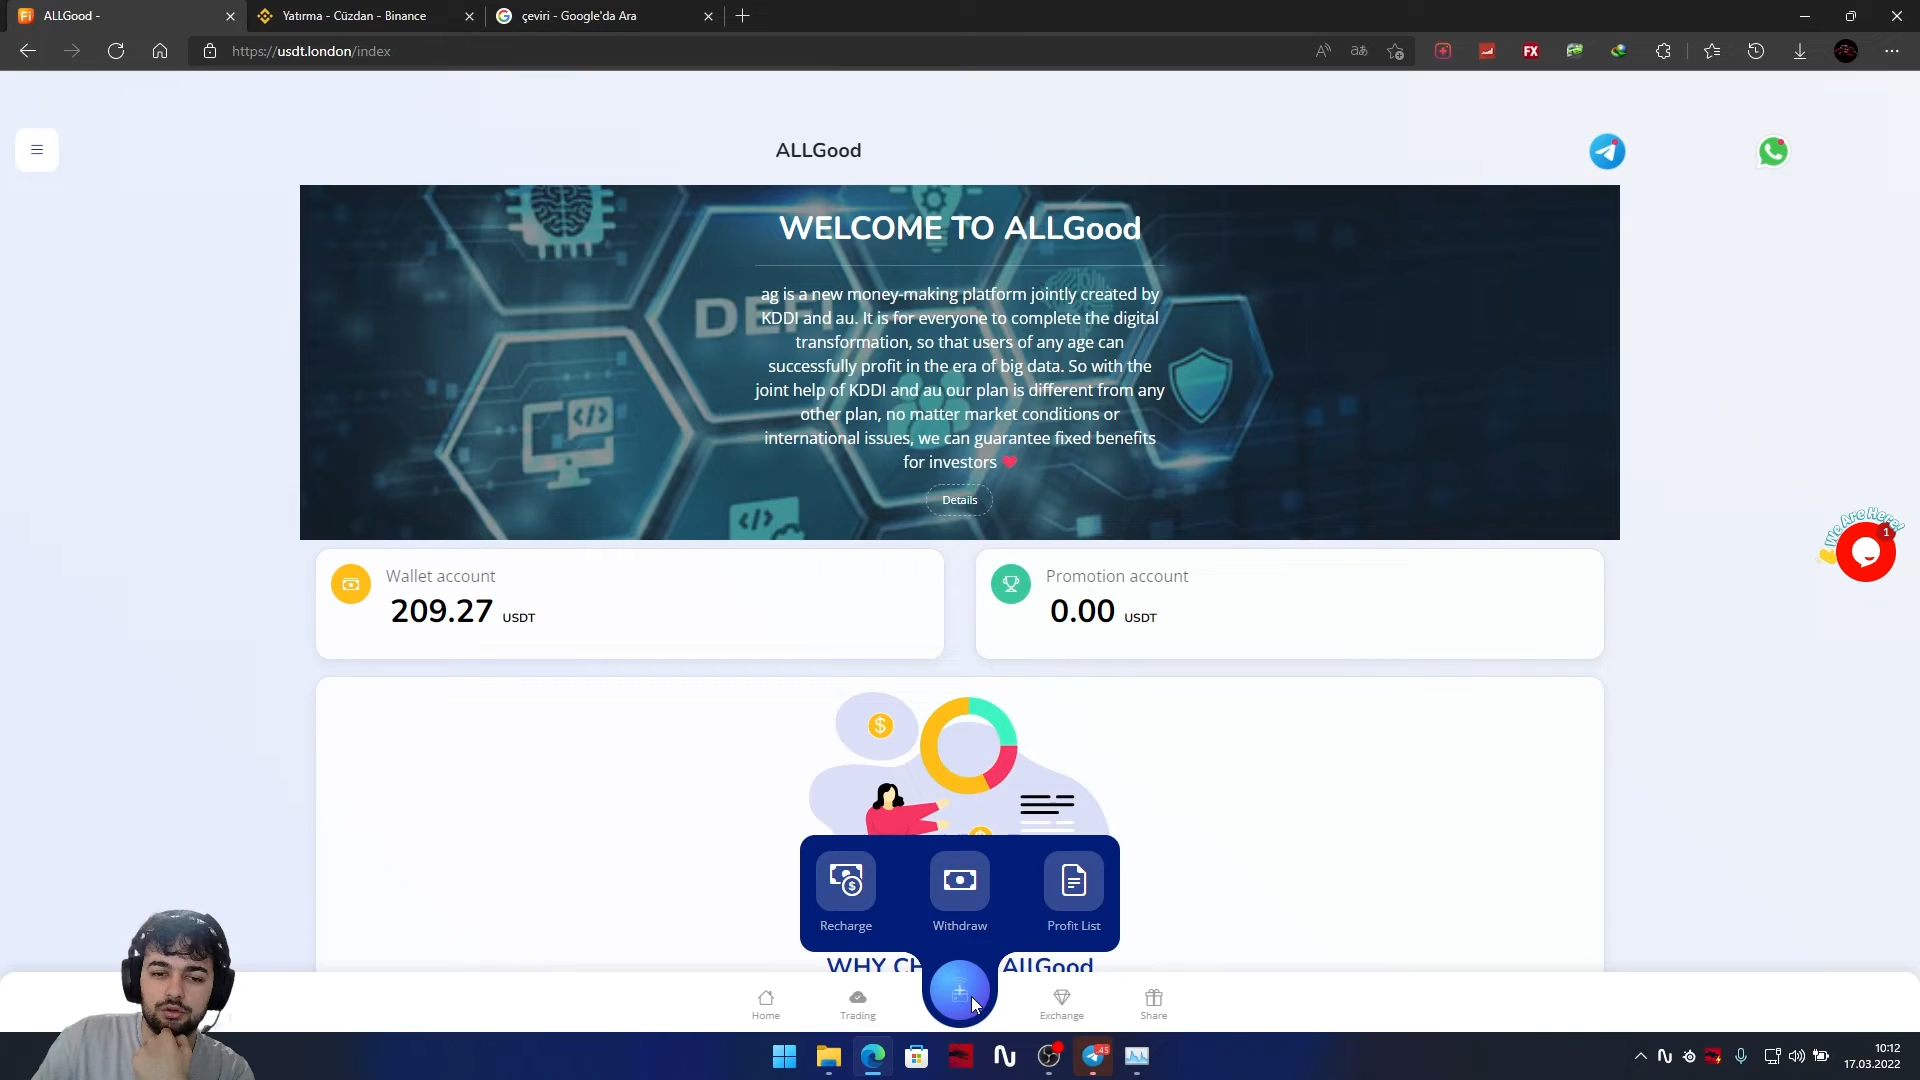 ALLGood -
Yatırma - Cüzdan - Binance
çeviri - Google'da Ara
https://usdt.london/index
ALLGood
WELCOME TO ALLGood
ag is a new money-making platform jointly created by
KDDI and au. It is for everyone to complete the digital
transformation, so that users of any age can
successfully profit in the era of big data. So with the
joint help of KDDI and au our plan is different from any
other plan, no matter market conditions or
international issues, we can guarantee fixed benefits
for investors
Details
DEFI
We Are Here!
1
Wallet account
209.27 USDT
Promotion account
0.00 USDT
Recharge
Withdraw
Profit List
WHY CH
AllGood
Home
Trading
Exchange
Share
10:12
17.03.2022